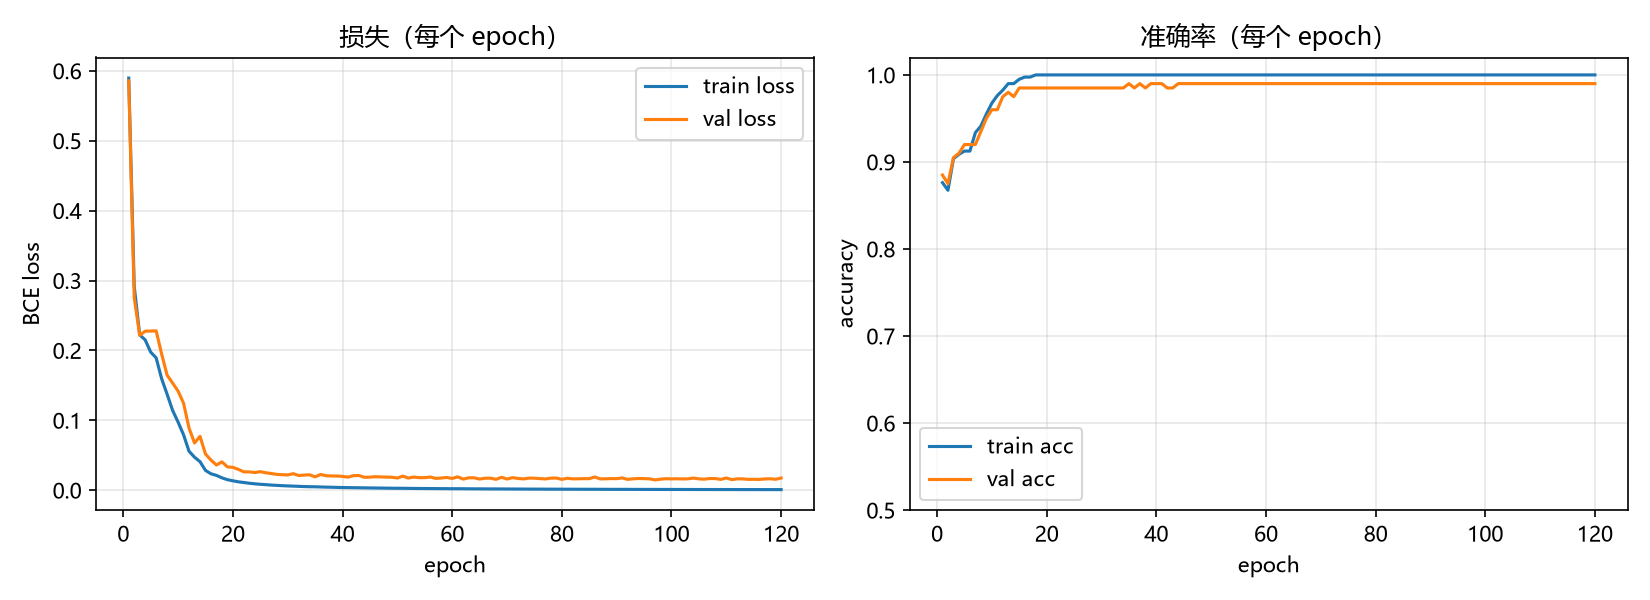 损失（每个 epoch）
train loss
val loss
BCE loss
0.6
0.5
0.4
0.3
0.2
0.1
0.0
0 20 40 60 80 100 120
epoch
准确率（每个 epoch）
accuracy
1.0
0.9
0.8
0.7
0.6
0.5
train acc
val acc
0 20 40 60 80 100 120
epoch